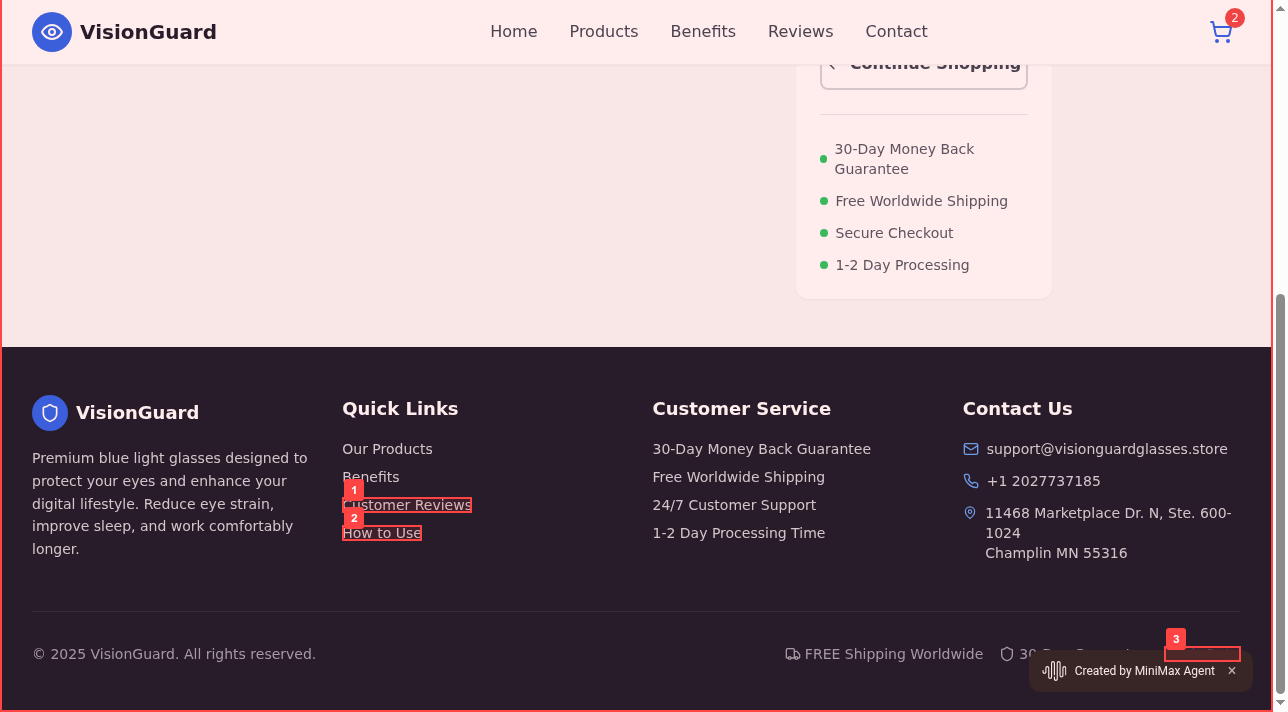 VisionGuard
Home
Products
Benefits
Reviews
Contact
2
Continue Shopping
30-Day Money Back
Guarantee
Free Worldwide Shipping
Secure Checkout
1-2 Day Processing
VisionGuard
Premium blue light glasses designed to
protect your eyes and enhance your
digital lifestyle. Reduce eye strain,
improve sleep, and work comfortably
longer.
Quick Links
Our Products
Benefits
1
Customer Reviews
2
How to Use
Customer Service
30-Day Money Back Guarantee
Free Worldwide Shipping
24/7 Customer Support
1-2 Day Processing Time
Contact Us
support@visionguardglasses.store
+1 2027737185
11468 Marketplace Dr. N, Ste. 600-
1024
Champlin MN 55316
© 2025 VisionGuard. All rights reserved.
FREE Shipping Worldwide
30
3
Created by MiniMax Agent